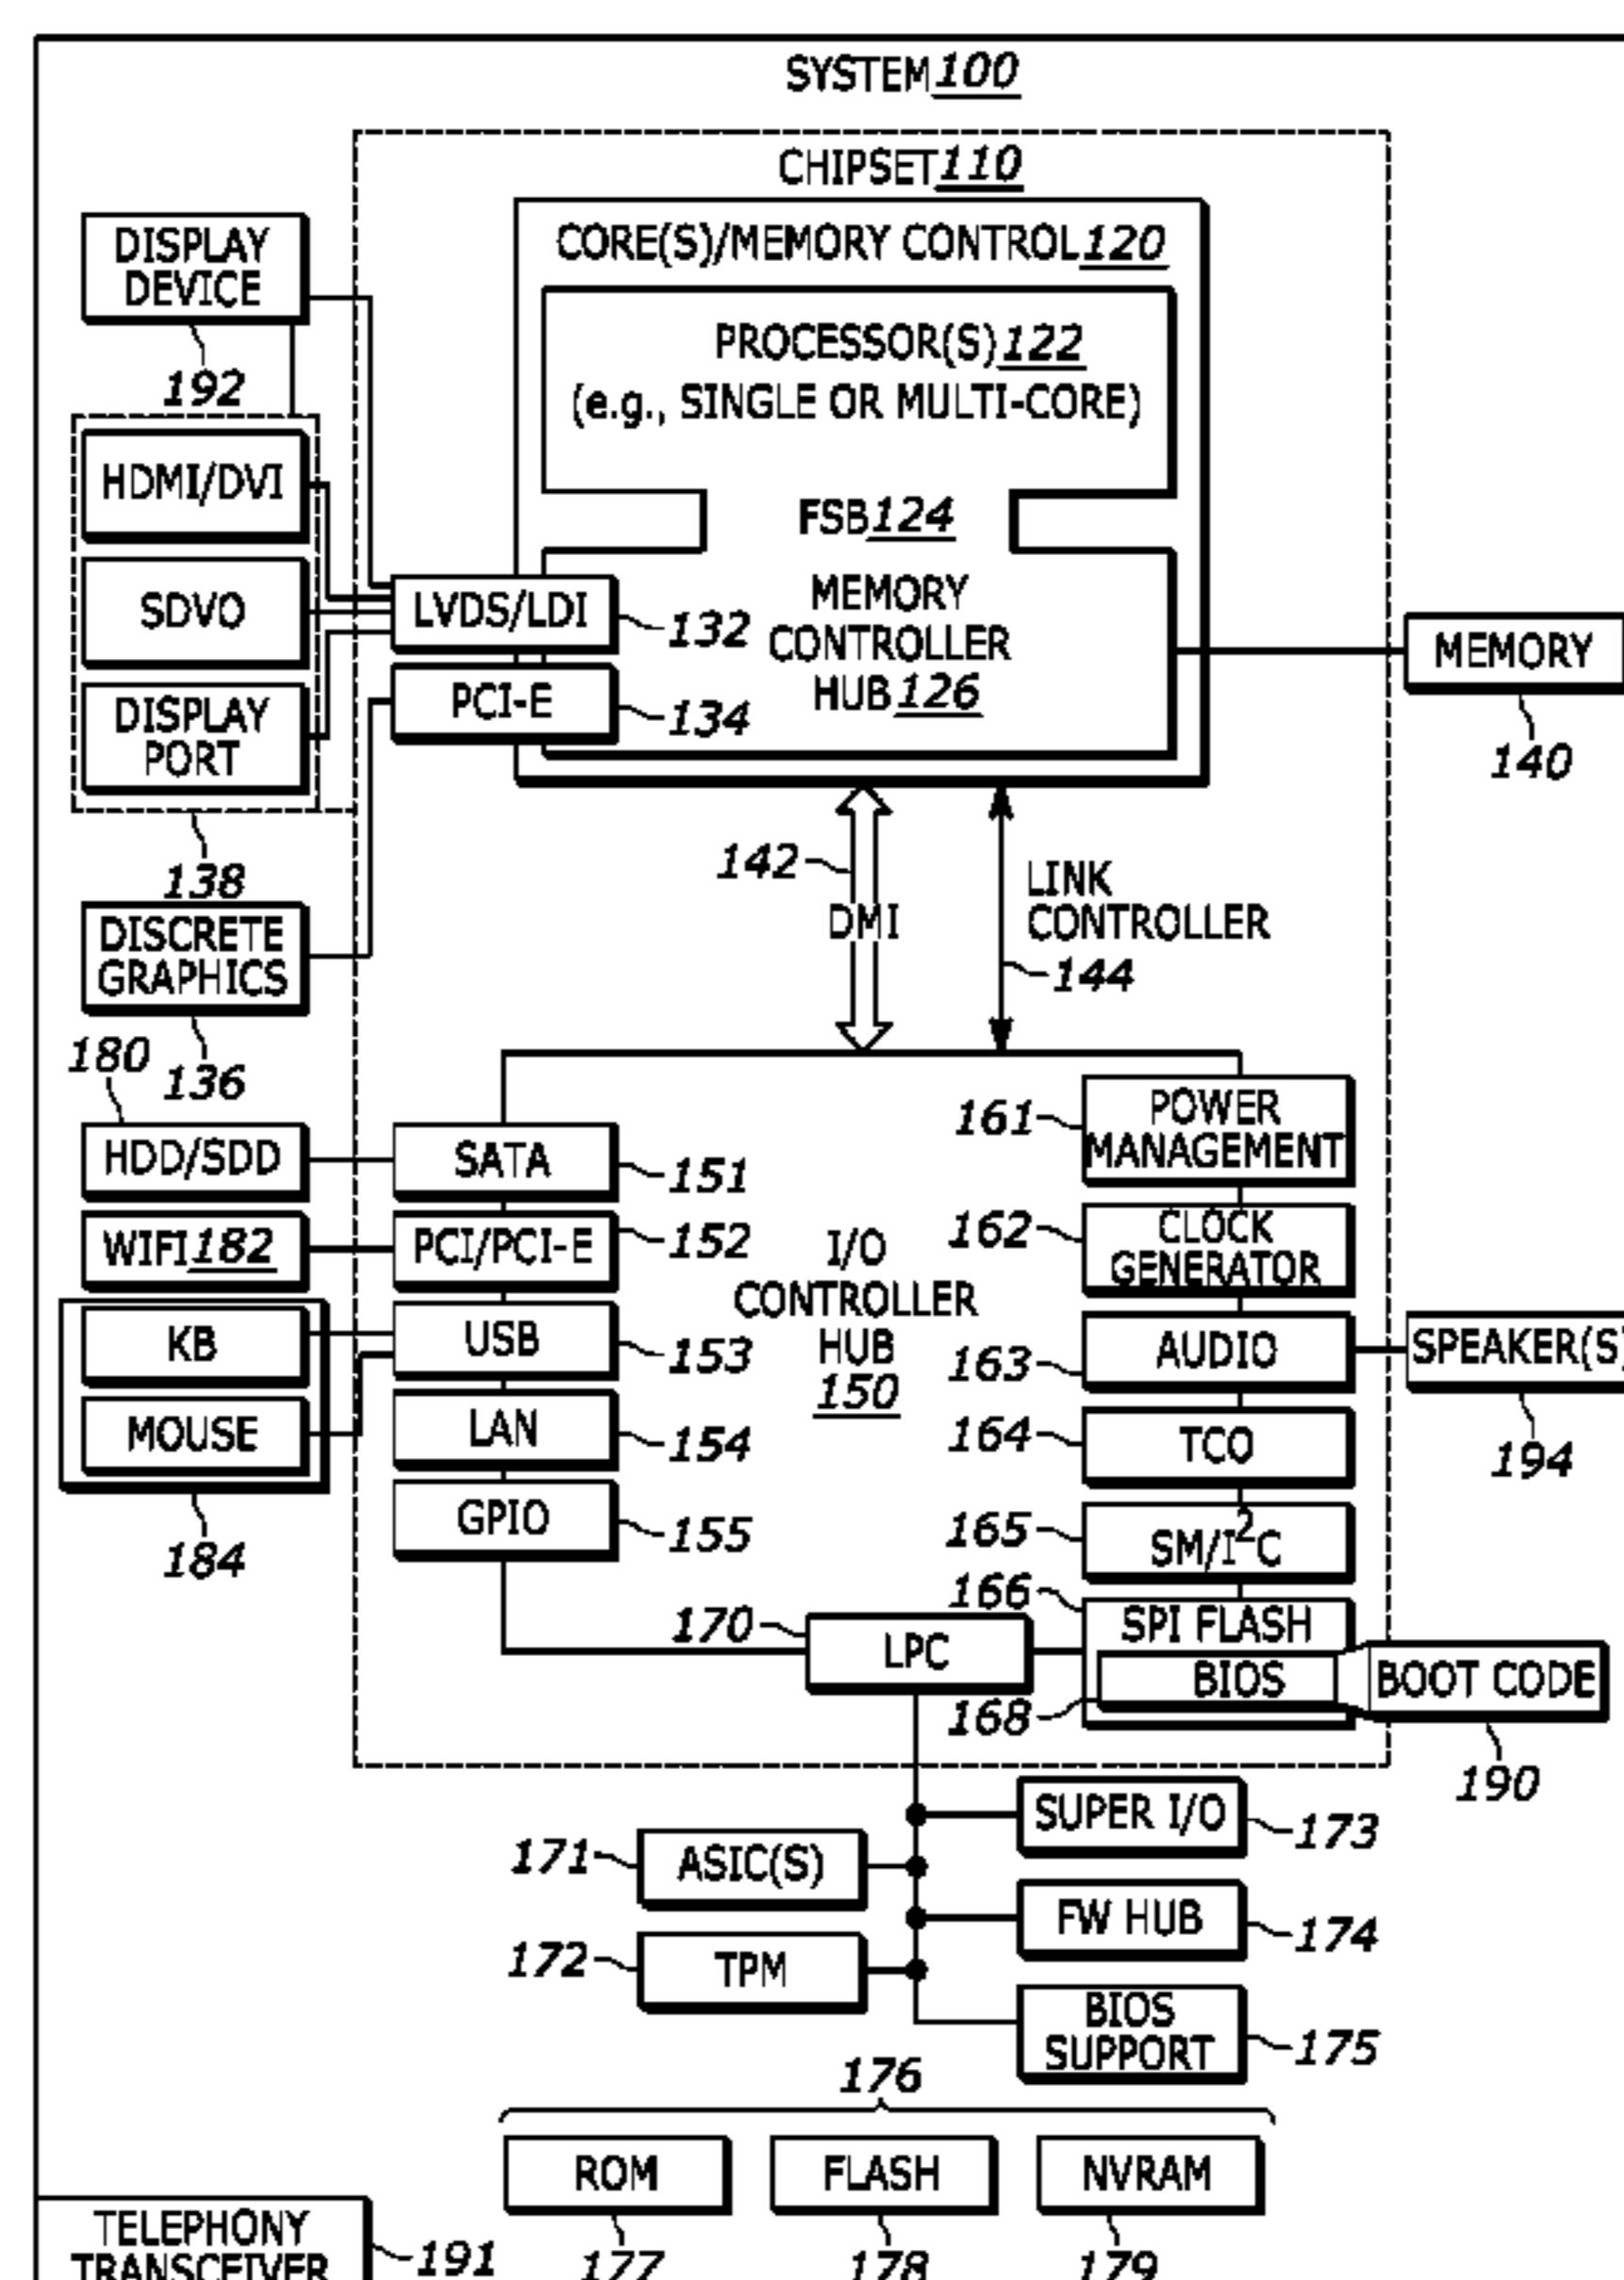 SYSTEM 100
CHIPSET 110
CORE(S)/MEMORY CONTROL 120
PROCESSOR(S) 122
(e.g., SINGLE OR MULTI-CORE)
FSB 124
MEMORY
CONTROLLER
HUB 126
DISPLAY
DEVICE
192
HDMI/DVI
SDVO
DISPLAY
PORT
138
LVDS/LDI
132
PCI-E
134
MEMORY
140
DISCRETE
GRAPHICS
136
142
DMI
LINK
CONTROLLER
144
180
HDD/SDD
WIFI 182
KB
MOUSE
184
SATA
151
PCI/PCI-E
152
USB
153
LAN
154
GPIO
155
I/O
CONTROLLER
HUB
150
161
POWER
MANAGEMENT
162
CLOCK
GENERATOR
163
AUDIO
SPEAKER(S)
194
164
TCO
165
SM/I²C
166
SPI FLASH
BIOS
168
BOOT CODE
190
170
LPC
171
ASIC(S)
172
TPM
SUPER I/O
173
FW HUB
174
BIOS
SUPPORT
175
176
ROM
177
FLASH
178
NVRAM
179
TELEPHONY
TRANSCEIVER
191